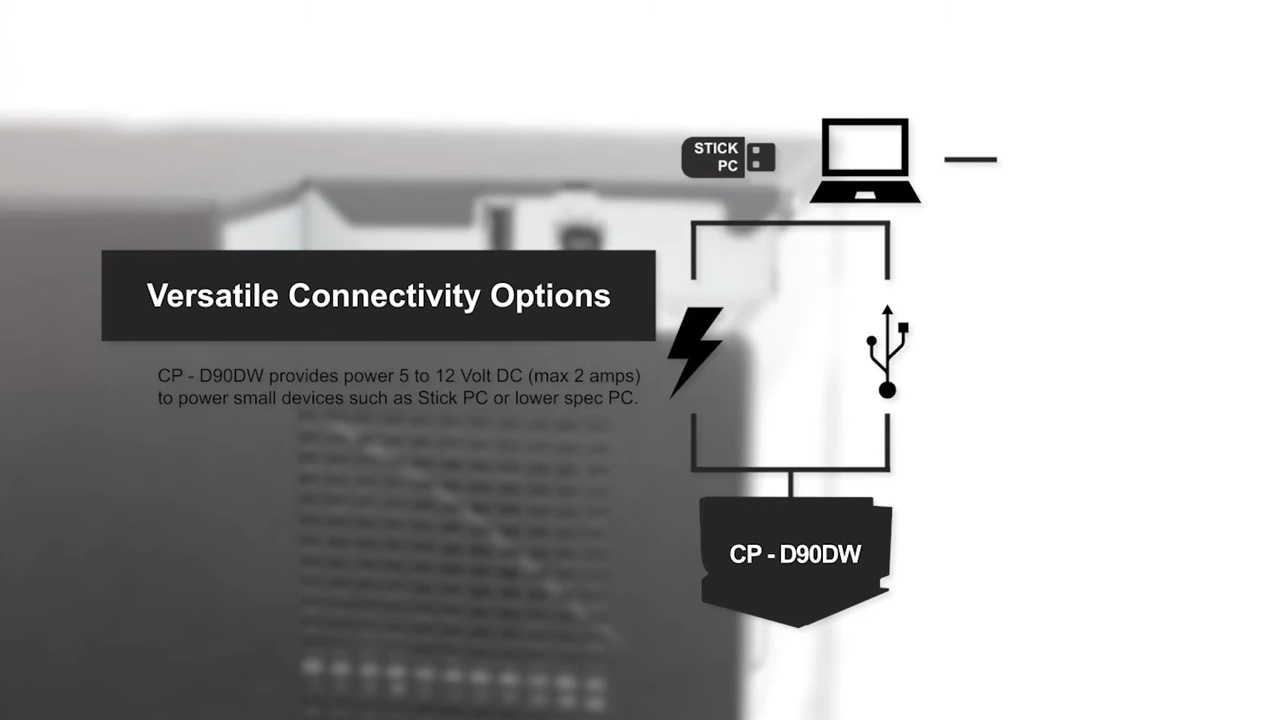 STICK
PC
Versatile Connectivity Options
CP - D90DW provides power 5 to 12 Volt DC (max 2 amps)
to power small devices such as Stick PC or lower spec PC.
CP - D90DW